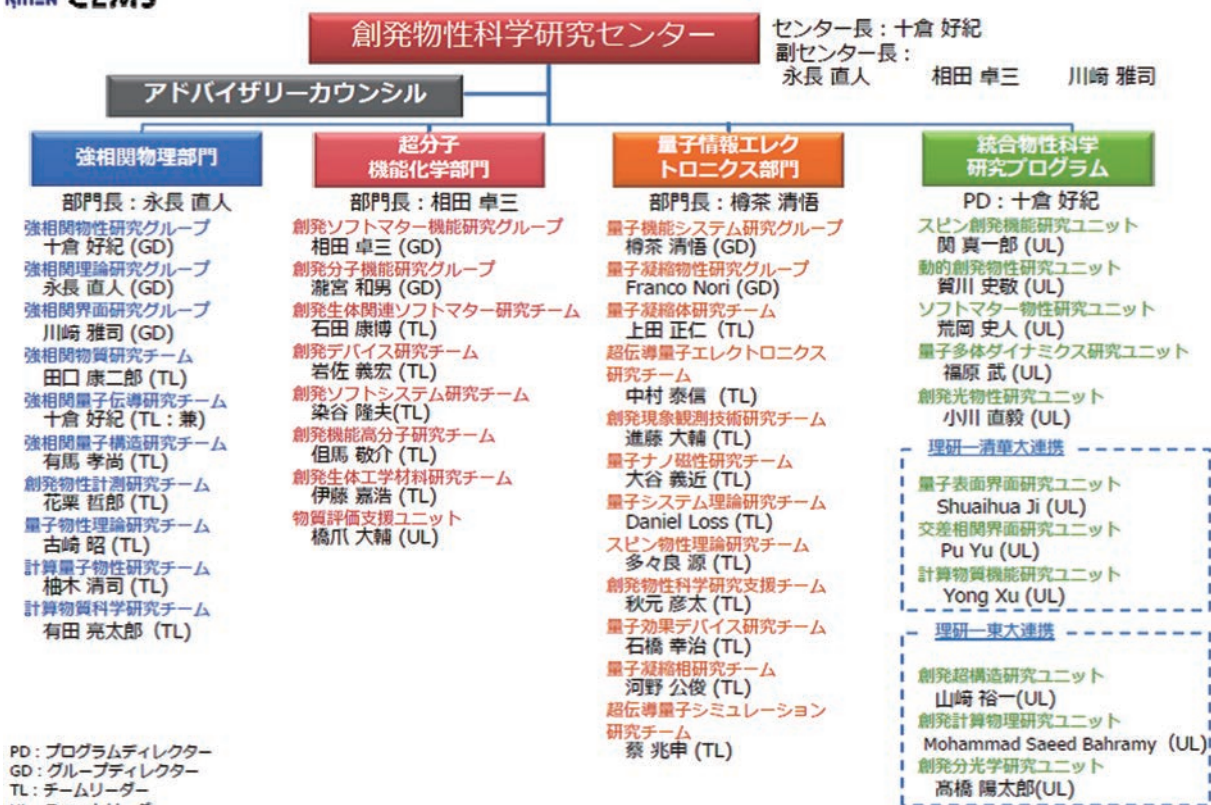 CEMS
創発物性科学研究センター
センター長:十倉 好紀
副センター長:
永長 直人 相田 卓三 川﨑 雅司
アドバイザリーカウンシル
強相関物理部門
部門長:永長 直人
強相関物性研究グループ
十倉 好紀 (GD)
強相関理論研究グループ
永長 直人 (GD)
強相関界面研究グループ
川﨑 雅司 (GD)
強相関物質研究チーム
田口 康二郎 (TL)
強相関量子伝導研究チーム
十倉 好紀 (TL:兼)
強相関量子構造研究チーム
有馬 孝尚 (TL)
創発物性計測研究チーム
花栗 哲郎 (TL)
量子物性理論研究チーム
古崎 昭 (TL)
計算量子物性研究チーム
柚木 清司 (TL)
計算物質科学研究チーム
有田 亮太郎 (TL)
超分子
機能化学部門
部門長:相田 卓三
創発ソフトマター機能研究グループ
相田 卓三 (GD)
創発分子機能研究グループ
瀧宮 和男 (GD)
創発生体関連ソフトマター研究チーム
石田 康博 (TL)
創発デバイス研究チーム
岩佐 義宏 (TL)
創発ソフトシステム研究チーム
染谷 隆夫(TL)
創発機能高分子研究チーム
但馬 敬介 (TL)
創発生体工学材料研究チーム
伊藤 嘉浩 (TL)
物質評価支援ユニット
橋爪 大輔 (UL)
量子情報エレク
トロニクス部門
部門長:樽茶 清悟
量子機能システム研究グループ
樽茶 清悟 (GD)
量子凝縮物性研究グループ
Franco Nori (GD)
量子凝縮体研究チーム
上田 正仁 (TL)
超伝導量子エレクトロニクス
研究チーム
中村 泰信 (TL)
創発現象観測技術研究チーム
進藤 大輔 (TL)
量子ナノ磁性研究チーム
大谷 義近 (TL)
量子システム理論研究チーム
Daniel Loss (TL)
スピン物性理論研究チーム
多々良 源 (TL)
創発物性科学研究支援チーム
秋元 彦太 (TL)
量子効果デバイス研究チーム
石橋 幸治 (TL)
量子凝縮相研究チーム
河野 公俊 (TL)
超伝導量子シミュレーション
研究チーム
蔡 兆申 (TL)
統合物性科学
研究プログラム
PD:十倉 好紀
スピン創発機能研究ユニット
関 真一郎 (UL)
動的創発物性研究ユニット
賀川 史敬 (UL)
ソフトマター物性研究ユニット
荒岡 史人 (UL)
量子多体ダイナミクス研究ユニット
福原 武 (UL)
創発光物性研究ユニット
小川 直毅 (UL)
理研―清華大連携
量子表面界面研究ユニット
Shuaihua Ji (UL)
交差相関界面研究ユニット
Pu Yu (UL)
計算物質機能研究ユニット
Yong Xu (UL)
理研―東大連携
創発超構造研究ユニット
山﨑 裕一(UL)
創発計算物理研究ユニット
Mohammad Saeed Bahramy (UL)
創発分光学研究ユニット
髙橋 陽太郎(UL)
PD:プログラムディレクター
GD:グループディレクター
TL:チームリーダー